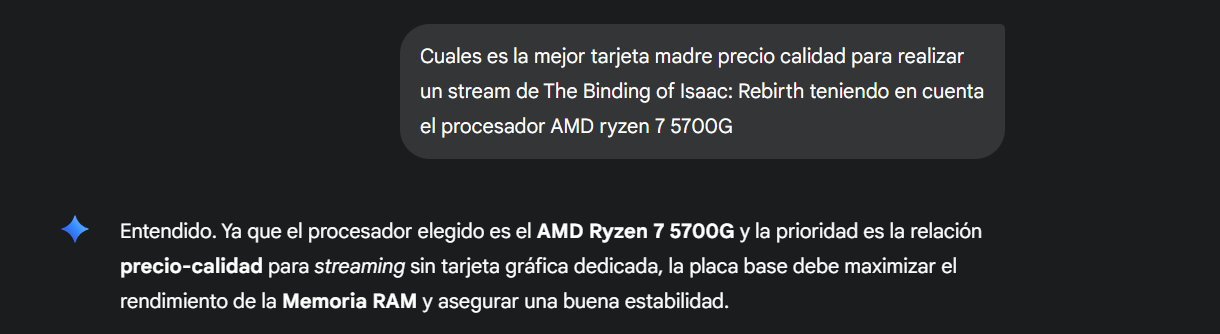 Cuales es la mejor tarjeta madre precio calidad para realizar
un stream de The Binding of Isaac: Rebirth teniendo en cuenta
el procesador AMD ryzen 7 5700G
Entendido. Ya que el procesador elegido es el AMD Ryzen 7 5700G y la prioridad es la relación
precio-calidad para streaming sin tarjeta gráfica dedicada, la placa base debe maximizar el
rendimiento de la Memoria RAM y asegurar una buena estabilidad.